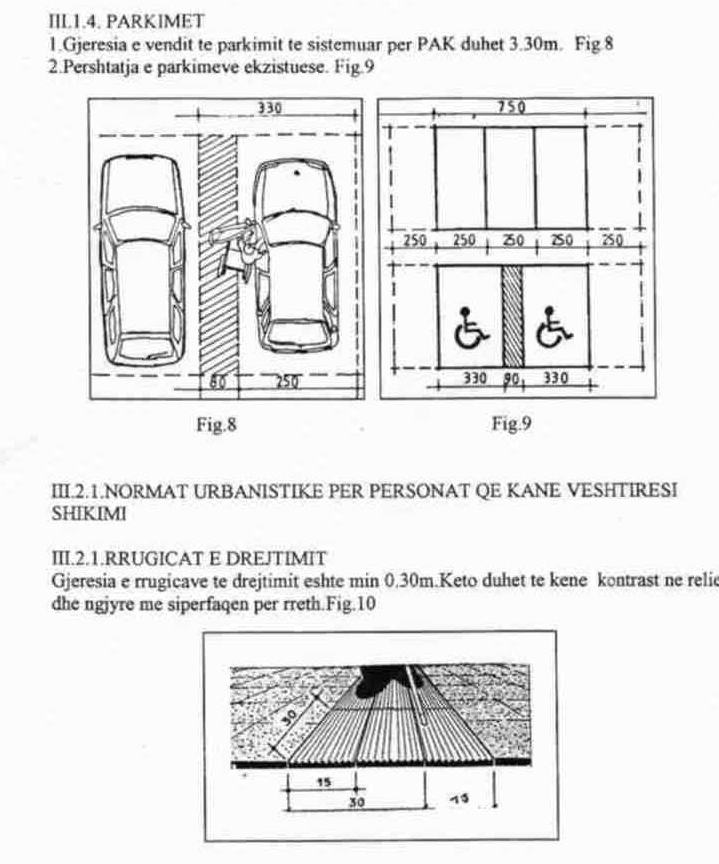 III.1.4. PARKIMET
1.Gjeresia e vendit te parkimit te sistemuar per PAK duhet 3.30m. Fig.8
2.Pershtatja e parkimeve ekzistuese. Fig.9
330
80 250
Fig.8
750
250 250 250 250 250
330 90 330
Fig.9
III.2.1.NORMAT URBANISTIKE PER PERSONAT QE KANE VESHTIRESI
SHIKIMI
III.2.1.RRUGICAT E DREJTIMIT
Gjeresia e rrugicave te drejtimit eshte min 0.30m.Keto duhet te kene kontrast ne relie
dhe ngjyre me siperfaqen per rreth.Fig.10
30
15
30 15